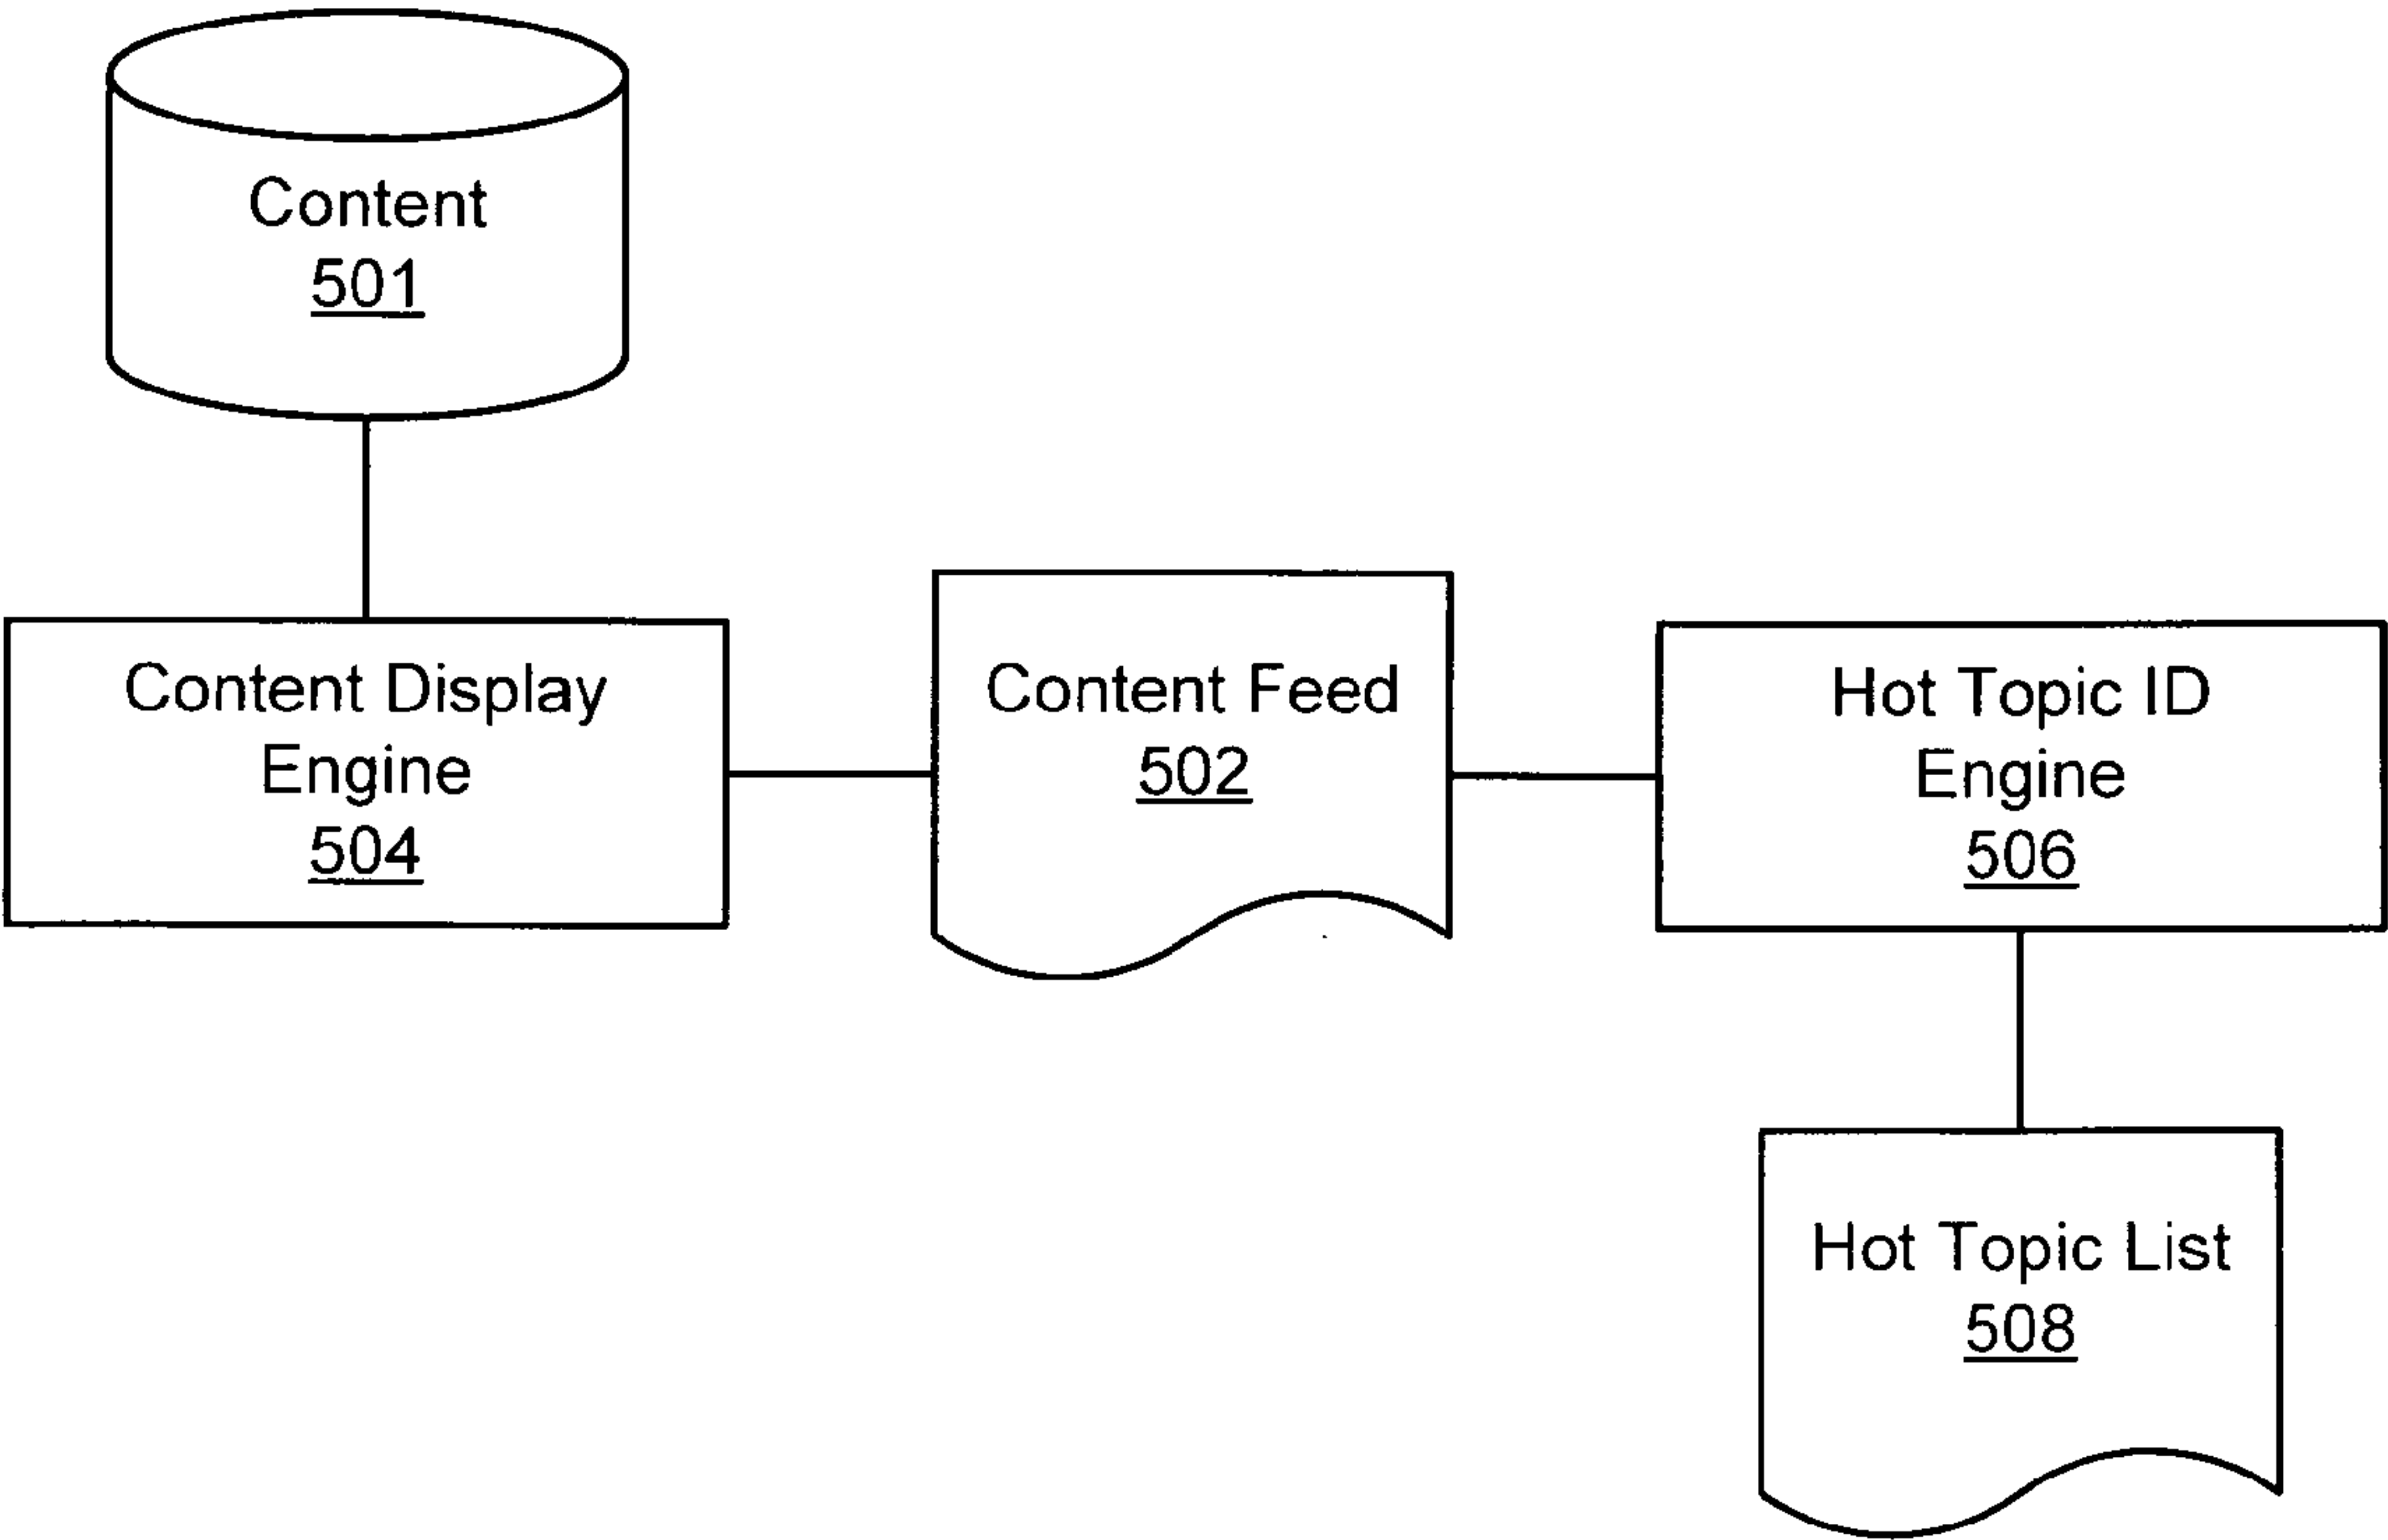 Content
501
Content Display
Engine
504
Content Feed
502
Hot Topic ID
Engine
506
Hot Topic List
508